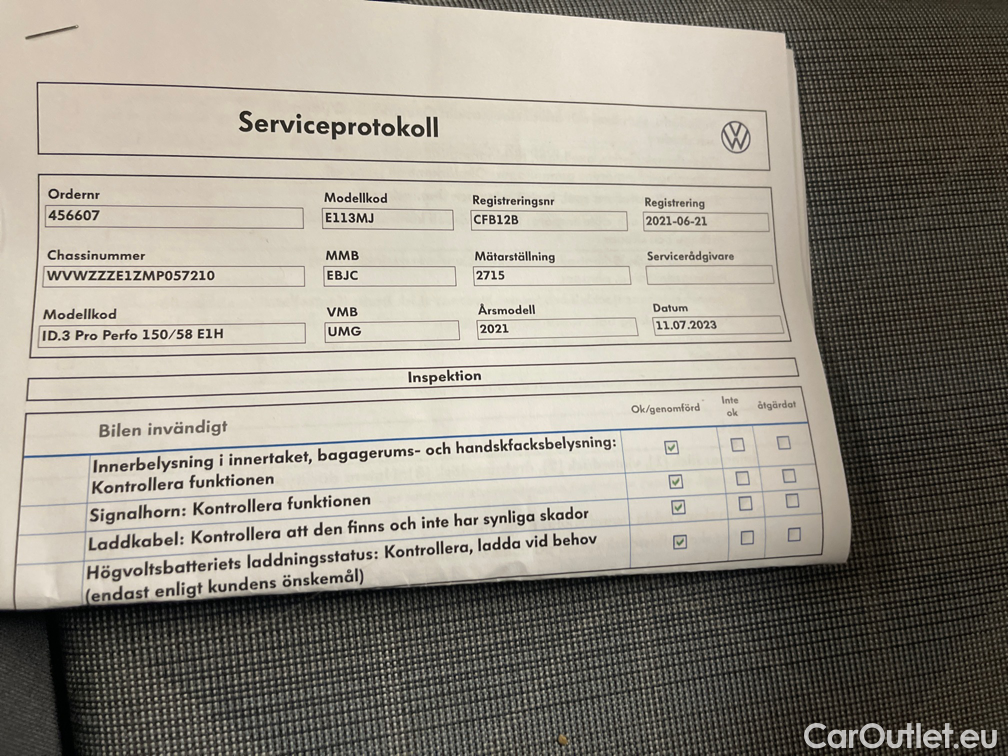 Serviceprotokoll
Ordernr
Modellkod
Registreringsnr
Registrering
456607
E113MJ
CFB12B
2021-06-21
Chassinummer
MMB
Mätarställning
Servicerådgivare
WVWZZZE1ZMP057210
EBJC
2715
Modellkod
VMB
Årsmodell
Datum
ID.3 Pro Perfo 150/58 E1H
UMG
2021
11.07.2023
Inspektion
Bilen invändigt
Ok/genomförd
Inte
ok
åtgärdat
Innerbelysning i innertaket, bagagerums- och handskfacksbelysning:
Kontrollera funktionen
Signalhorn: Kontrollera funktionen
Laddkabel: Kontrollera att den finns och inte har synliga skador
Högvoltsbatteriets laddningsstatus: Kontrollera, ladda vid behov
(endast enligt kundens önskemål)
CarOutlet.eu